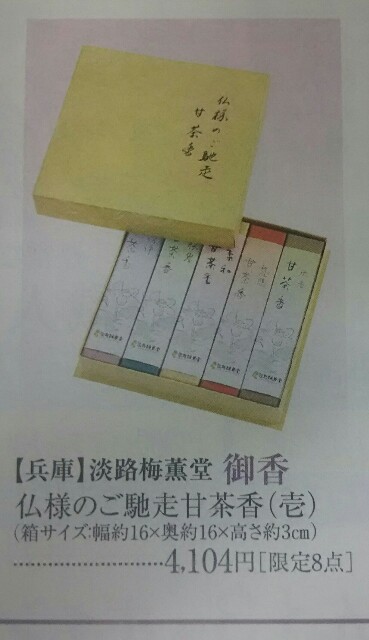 仏様のご馳走
甘茶香
甘茶香
【兵庫】淡路梅薫堂 御香
仏様のご馳走甘茶香(壱)
(箱サイズ:幅約16×奥約16×高さ約3cm)
……………………4,104円[限定8点]